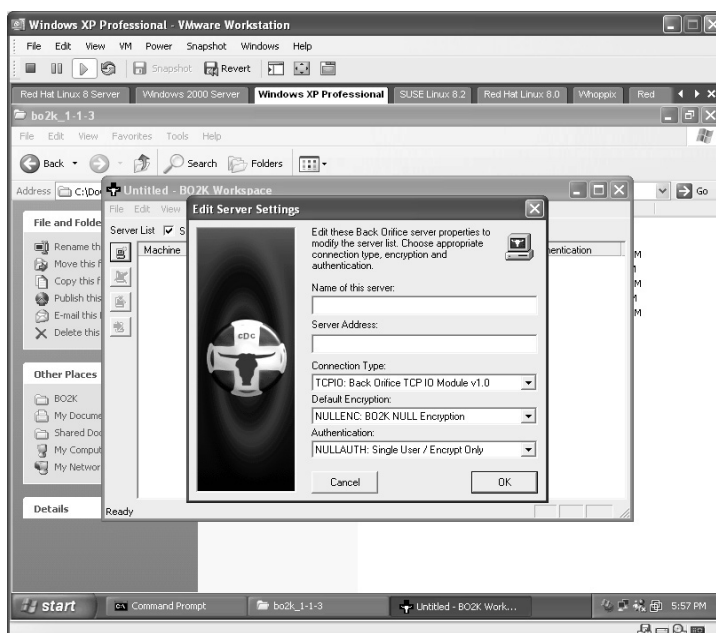 Windows XP Professional - VMware Workstation
File Edit View VM Power Snapshot Windows Help
Snapshot Revert
Red Hat Linux 8 Server Windows 2000 Server Windows XP Professional SUSE Linux 8.2 Red Hat Linux 8.0 Whoppix Red
bo2k_1-1-3
File Edit View Favorites Tools Help
Back Search Folders
Address C:\Do Go
Untitled - BO2K Workspace
File Edit View
Server List S
Machine hentication
File and Folde
Rename th
Move this f
Copy this f
Publish this
E-mail this
Delete this
Other Places
BO2K
My Docume
Shared Doc
My Comput
My Networ
Details
Edit Server Settings
cDc
Edit these Back Orifice server properties to
modify the server list. Choose appropriate
connection type, encryption and
authentication.
Name of this server:
Server Address:
Connection Type:
TCPIO: Back Orifice TCP IO Module v1.0
Default Encryption:
NULLENC: BO2K NULL Encryption
Authentication:
NULLAUTH: Single User / Encrypt Only
Cancel OK
Ready
start Command Prompt bo2k_1-1-3 Untitled - BO2K Work... 5:57 PM